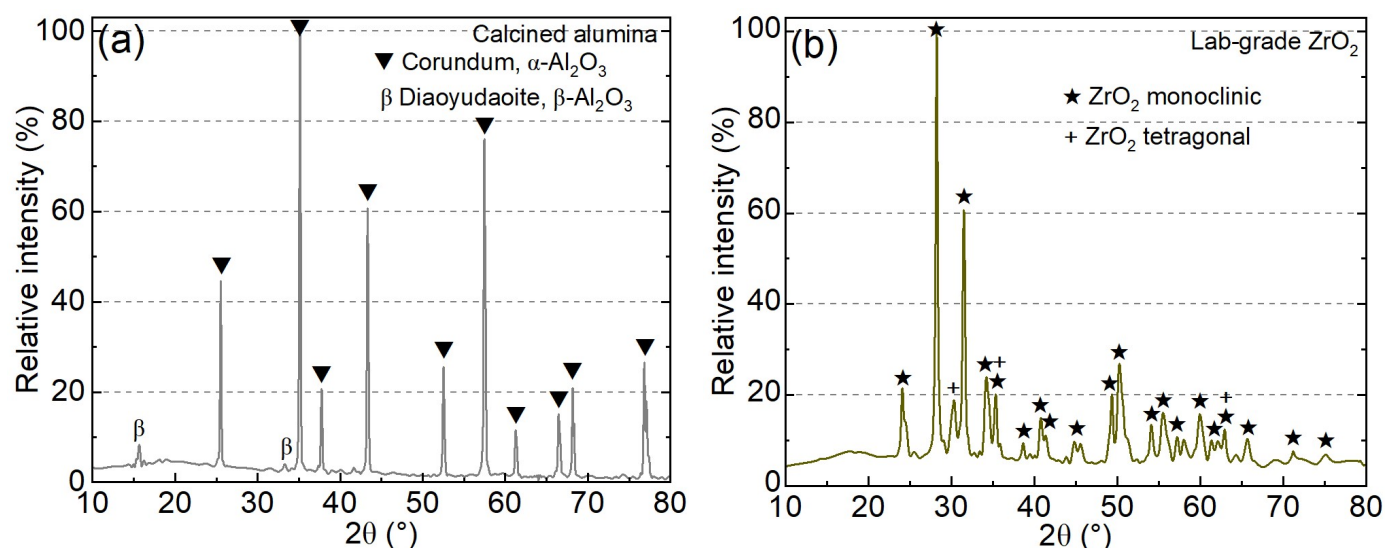 (a)
Calcined alumina
▼ Corundum, α-Al₂O₃
β Diaoyudaoite, β-Al₂O₃
Relative intensity (%)
100
80
60
40
20
0
β
β
10 20 30 40 50 60 70 80
2θ (°)
(b)
Lab-grade ZrO₂
★ ZrO₂ monoclinic
+ ZrO₂ tetragonal
Relative intensity (%)
100
80
60
40
20
0
10 20 30 40 50 60 70 80
2θ (°)